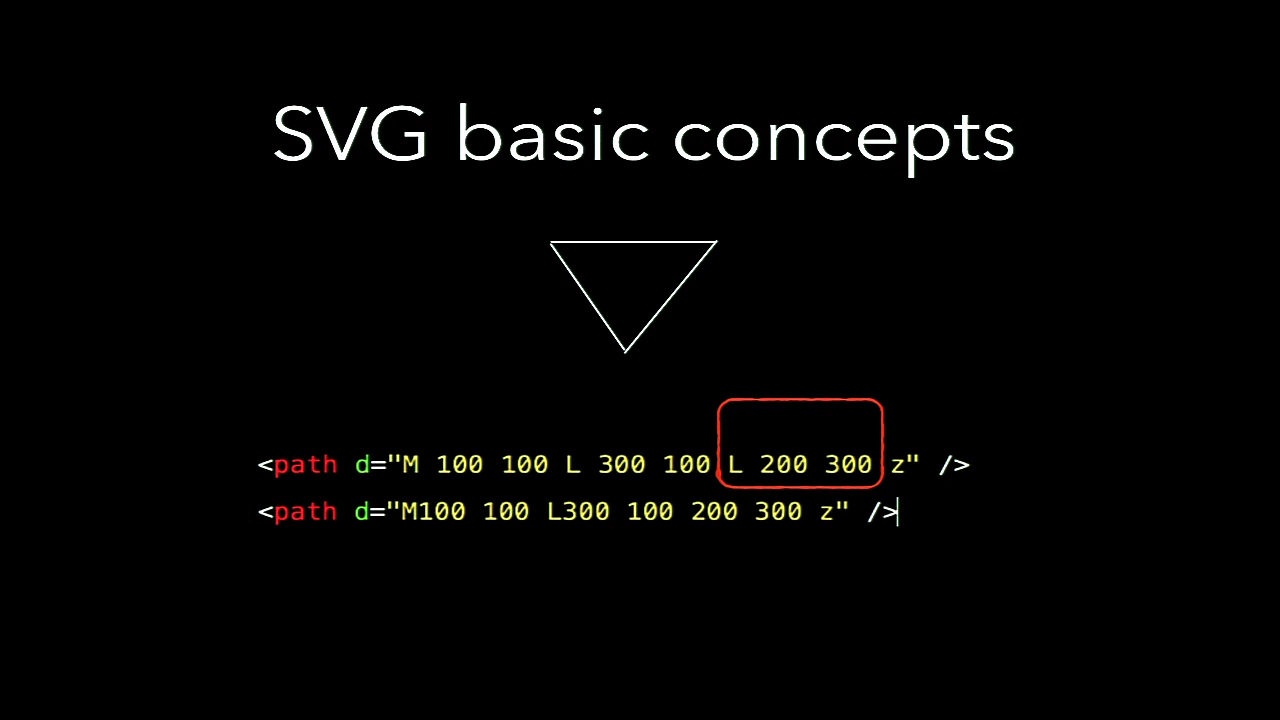 SVG basic concepts
<path d="M 100 100 L 300 100 L 200 300 z" />
<path d="M100 100 L300 100 200 300 z" />